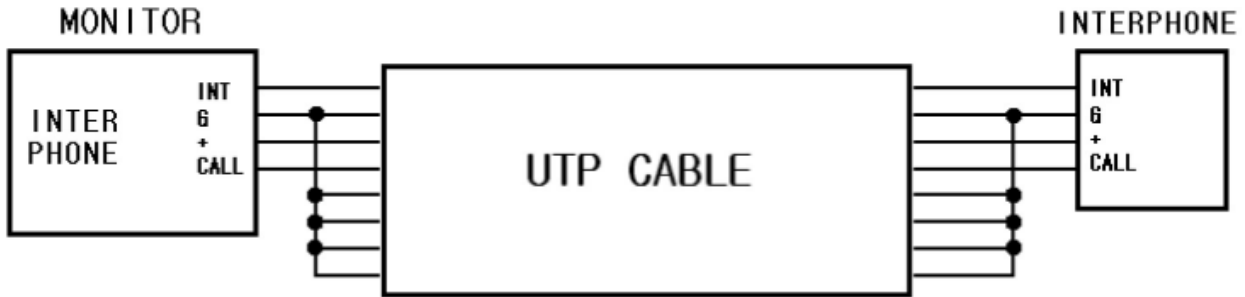 MONITOR
INTERPHONE
INTER
PHONE
INT
G
+
CALL
UTP CABLE
INT
G
+
CALL